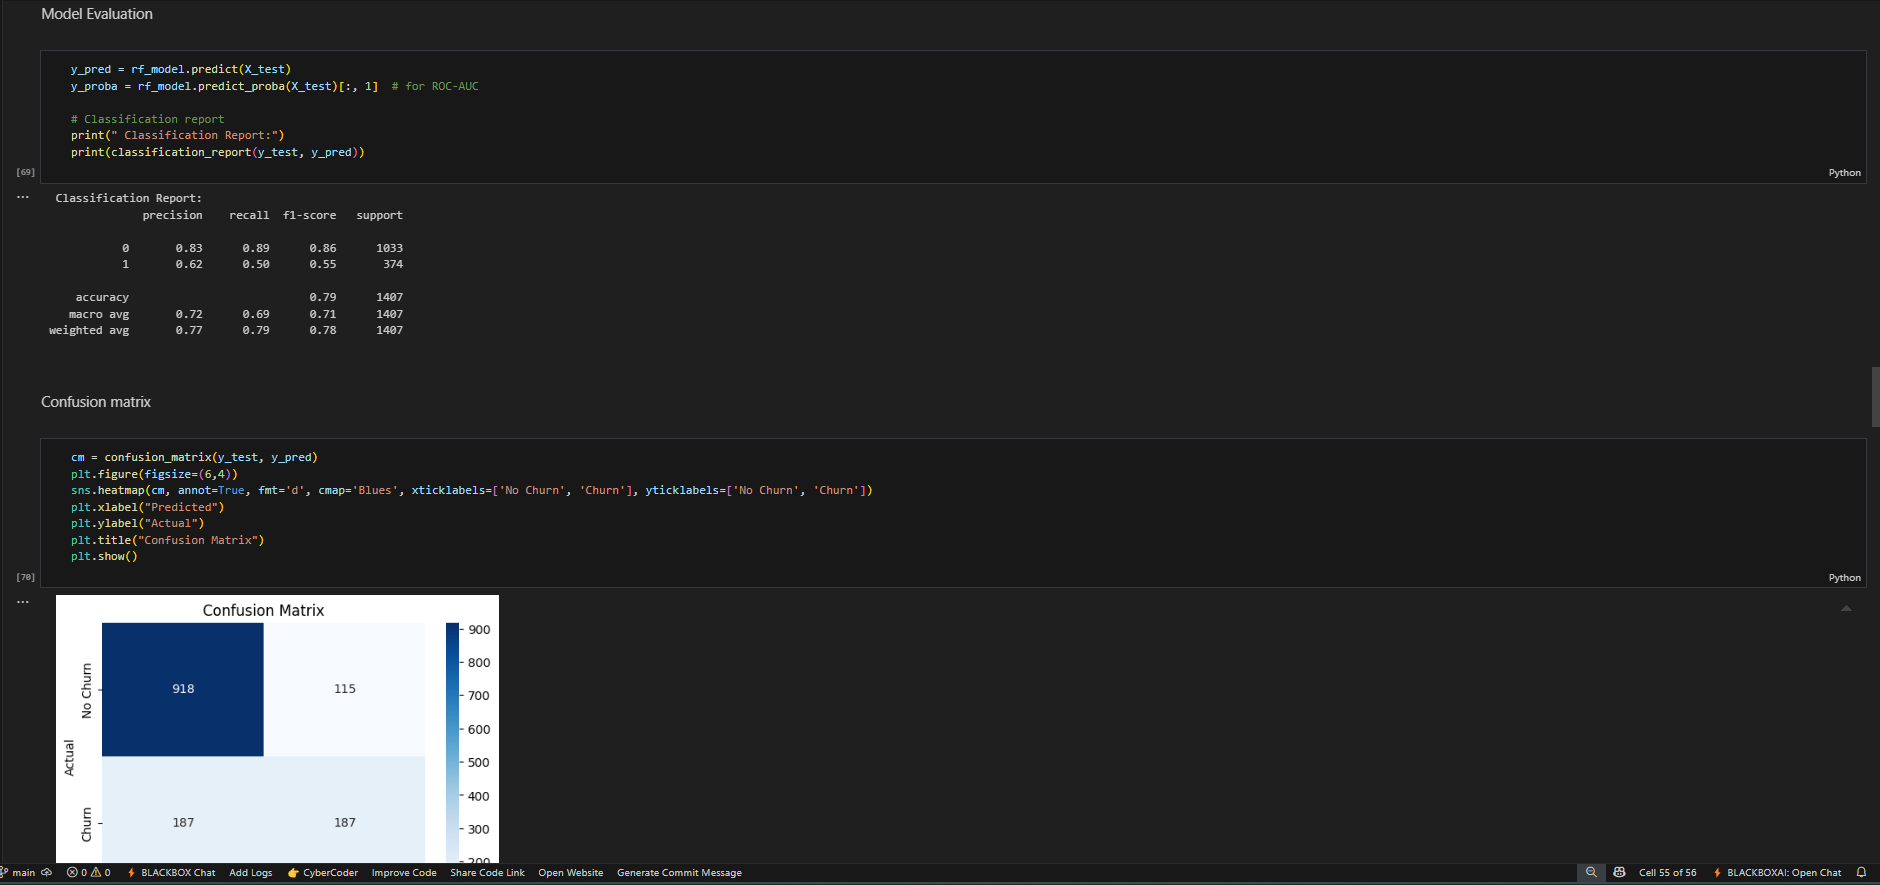 Model Evaluation
y_pred = rf_model.predict(X_test)
y_proba = rf_model.predict_proba(X_test)[:, 1]  # for ROC-AUC
# Classification report
print(" Classification Report:")
print(classification_report(y_test, y_pred))
[69]
Python
...
Classification Report:
precision recall f1-score support
0 0.83 0.89 0.86 1033
1 0.62 0.50 0.55 374
accuracy 0.79 1407
macro avg 0.72 0.69 0.71 1407
weighted avg 0.77 0.79 0.78 1407
Confusion matrix
cm = confusion_matrix(y_test, y_pred)
plt.figure(figsize=(6,4))
sns.heatmap(cm, annot=True, fmt='d', cmap='Blues', xticklabels=['No Churn', 'Churn'], yticklabels=['No Churn', 'Churn'])
plt.xlabel("Predicted")
plt.ylabel("Actual")
plt.title("Confusion Matrix")
plt.show()
[70]
Python
...
Confusion Matrix
900
800
700
600
500
400
300
200
No Churn
918 115
Actual
Churn
187 187
main 0 0 BLACKBOX Chat Add Logs CyberCoder Improve Code Share Code Link Open Website Generate Commit Message Cell 55 of 56 BLACKBOXAI: Open Chat